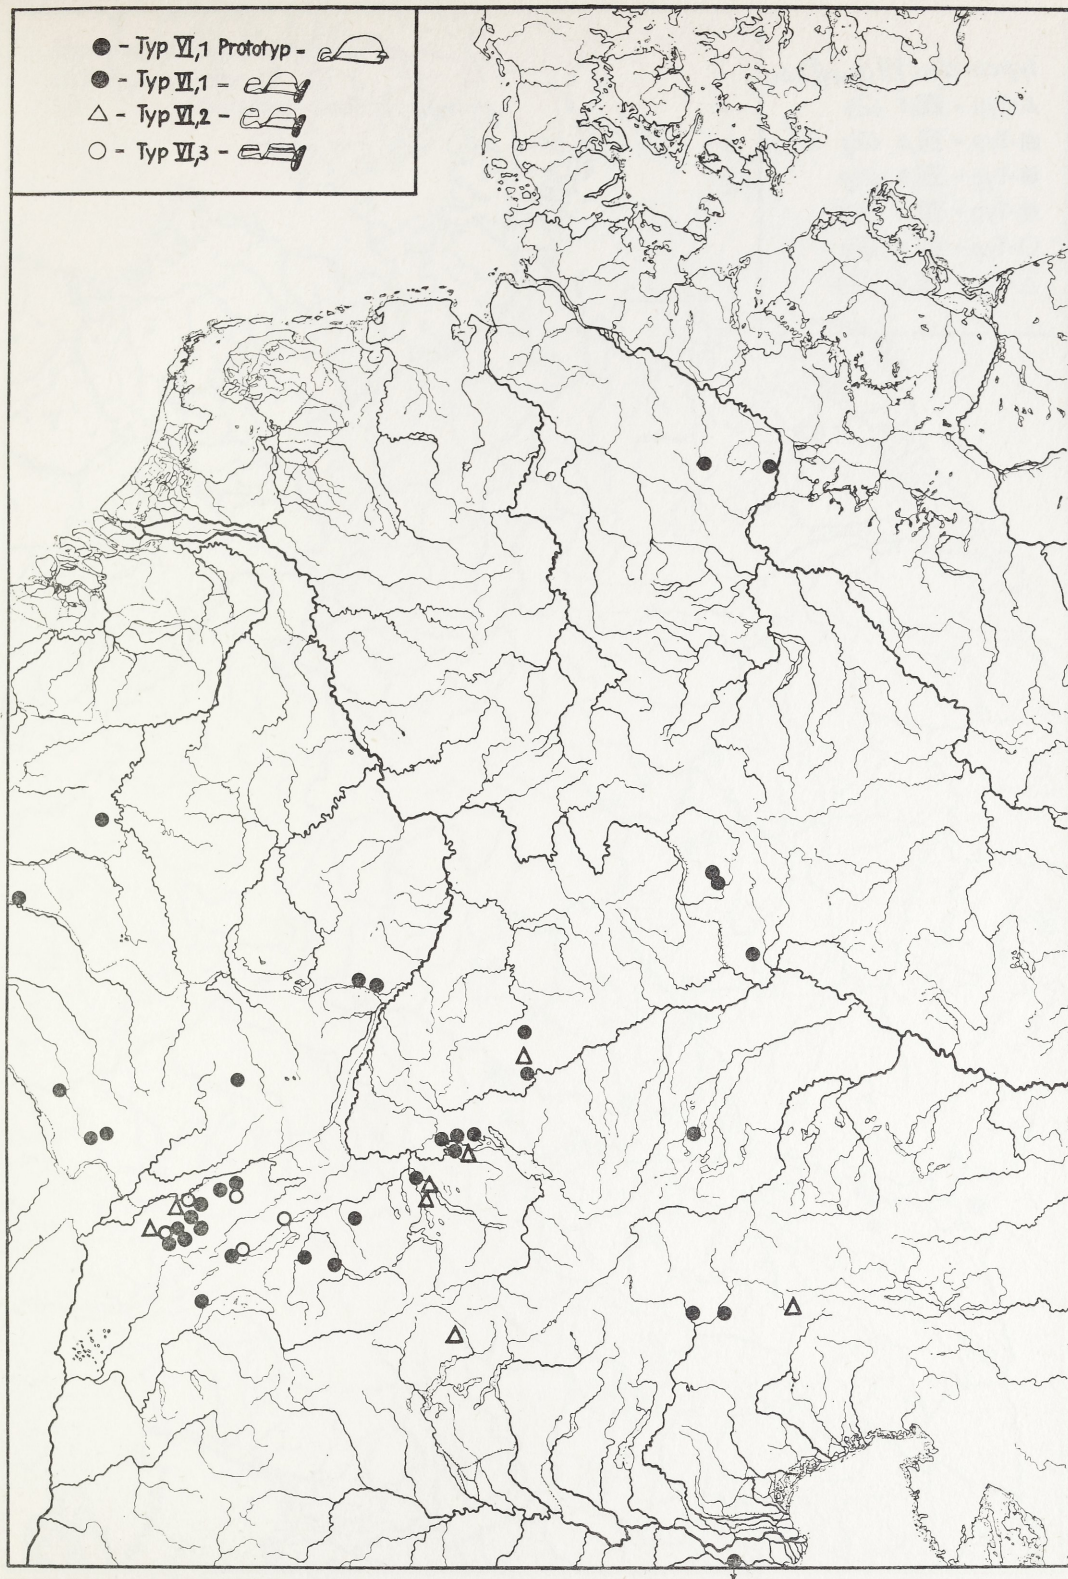 ● - Typ VI,1 Prototyp -
● - Typ VI,1 -
△ - Typ VI,2 -
○ - Typ VI,3 -